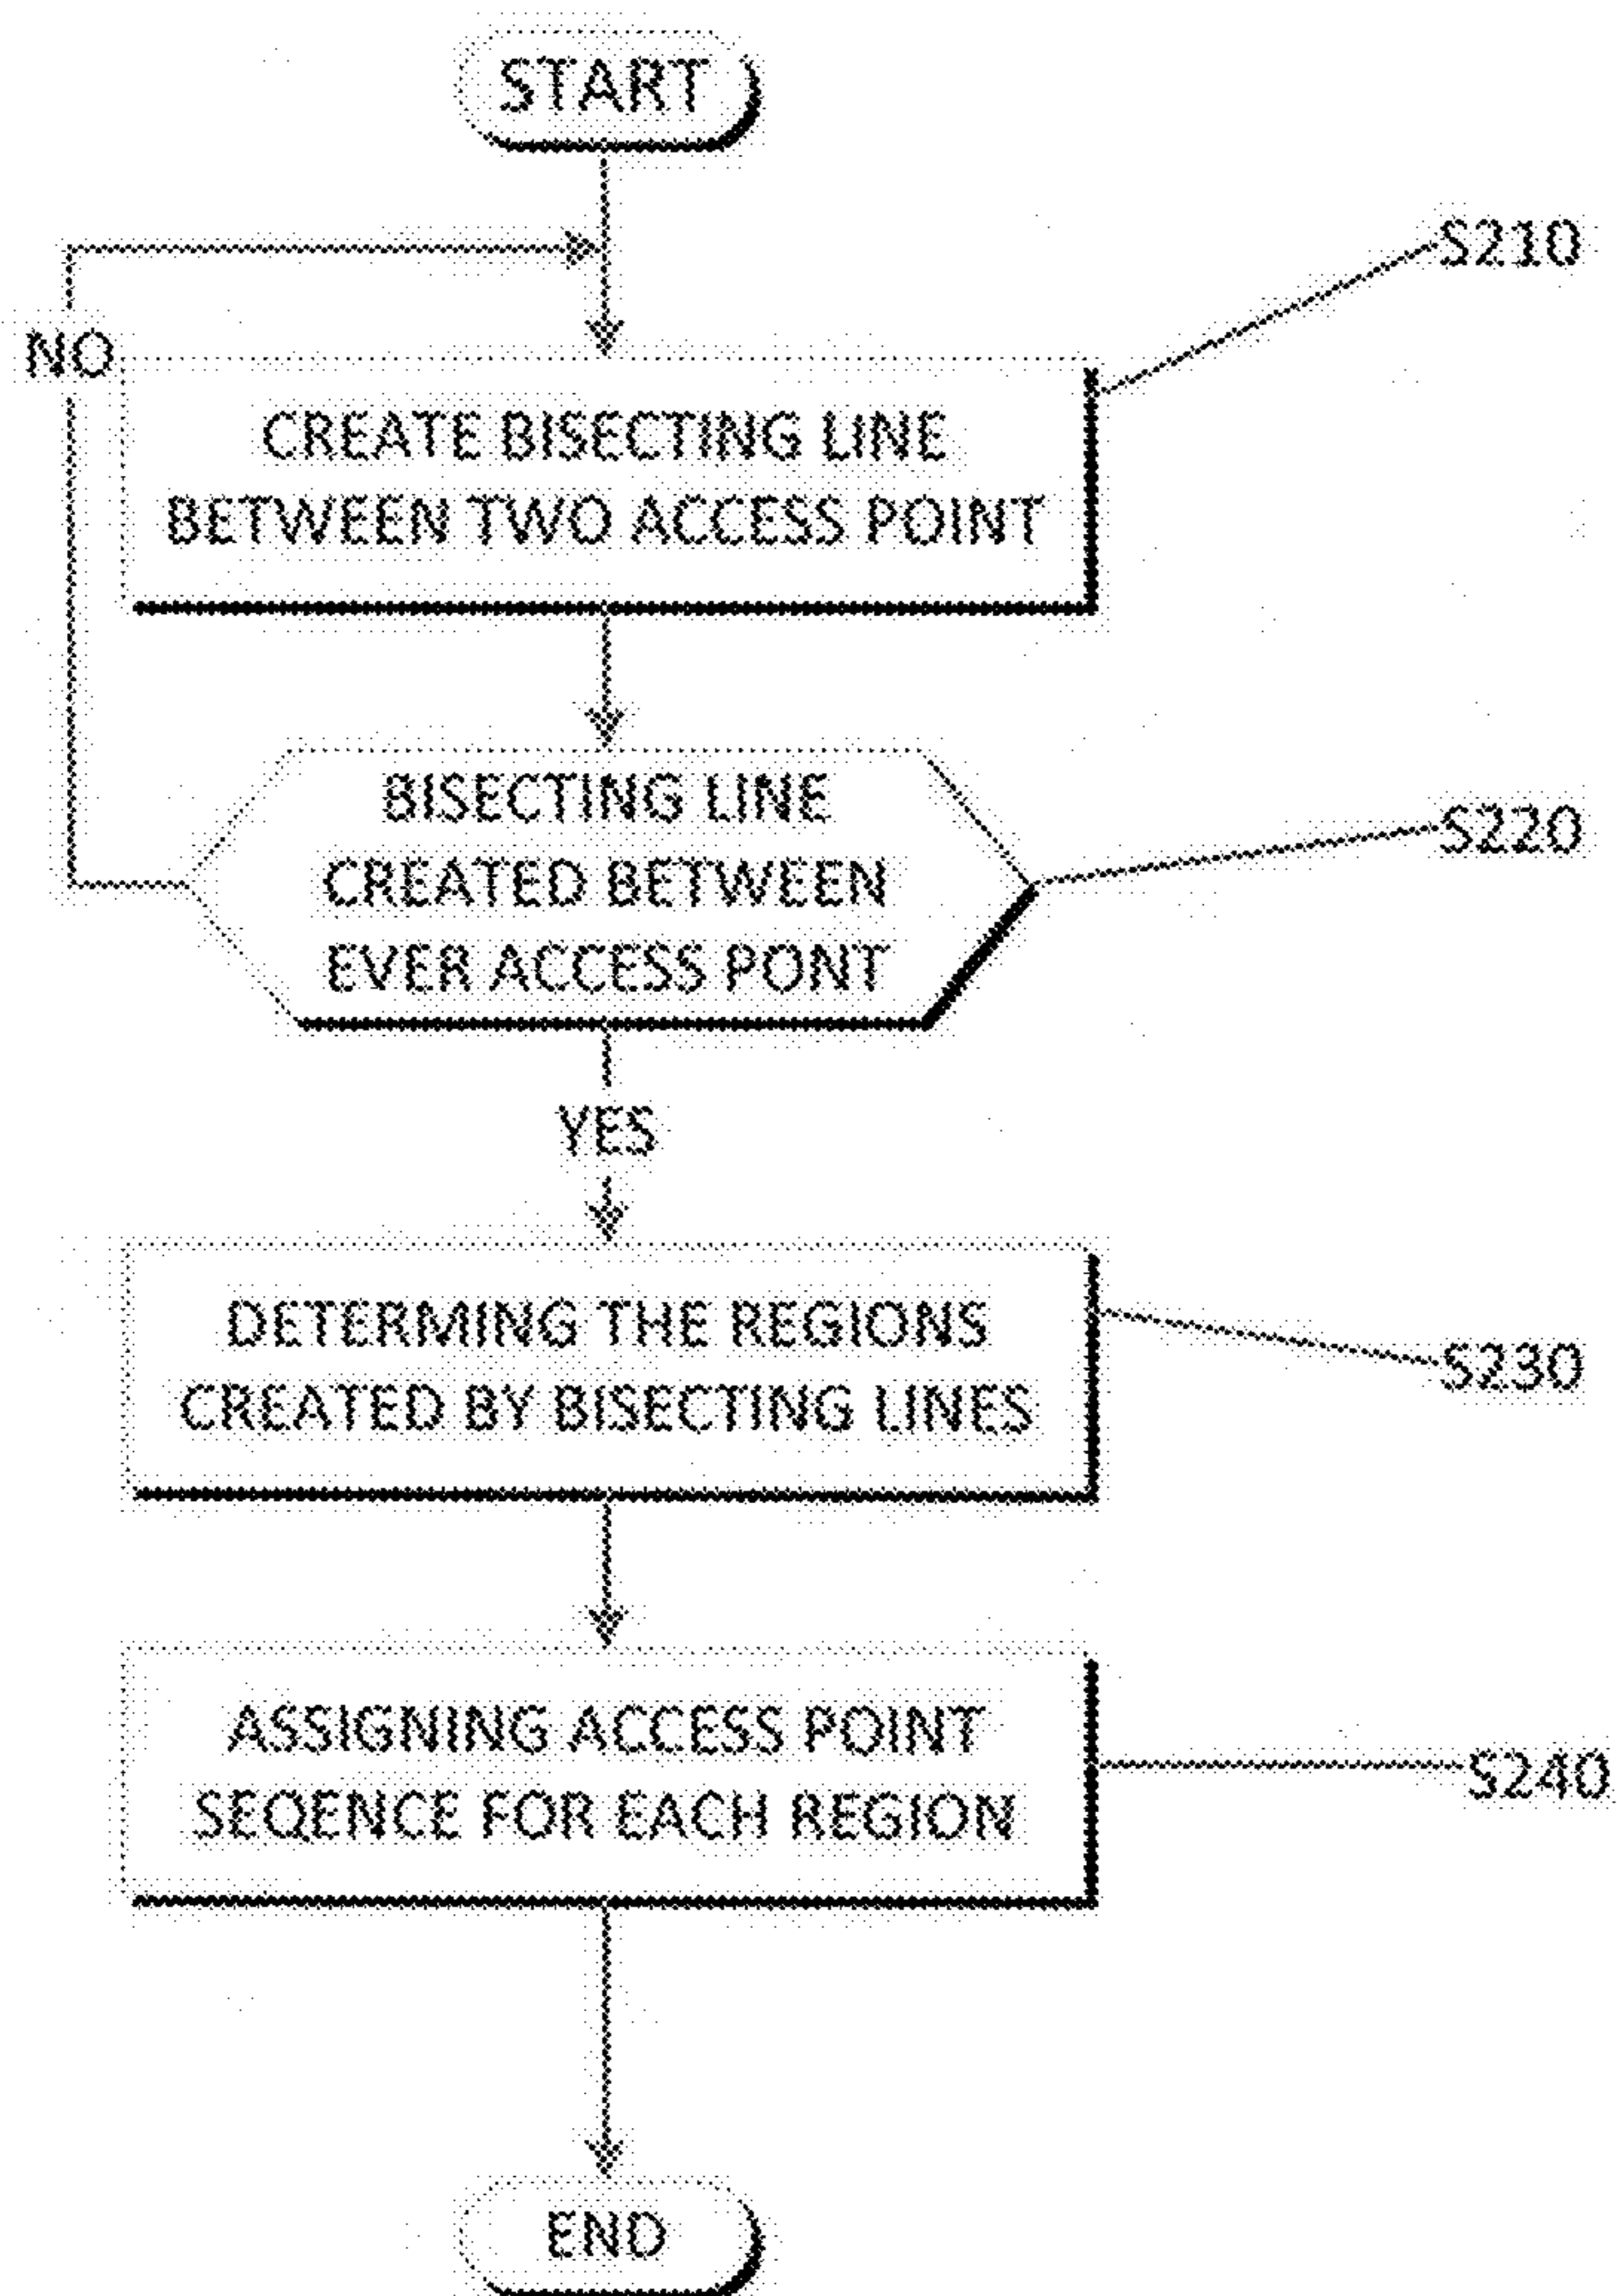 START
S210
NO
CREATE BISECTING LINE
BETWEEN TWO ACCESS POINT
BISECTING LINE
CREATED BETWEEN
EVER ACCESS PONT
S220
YES
DETERMING THE REGIONS
CREATED BY BISECTING LINES
S230
ASSIGNING ACCESS POINT
SEQENCE FOR EACH REGION
S240
END